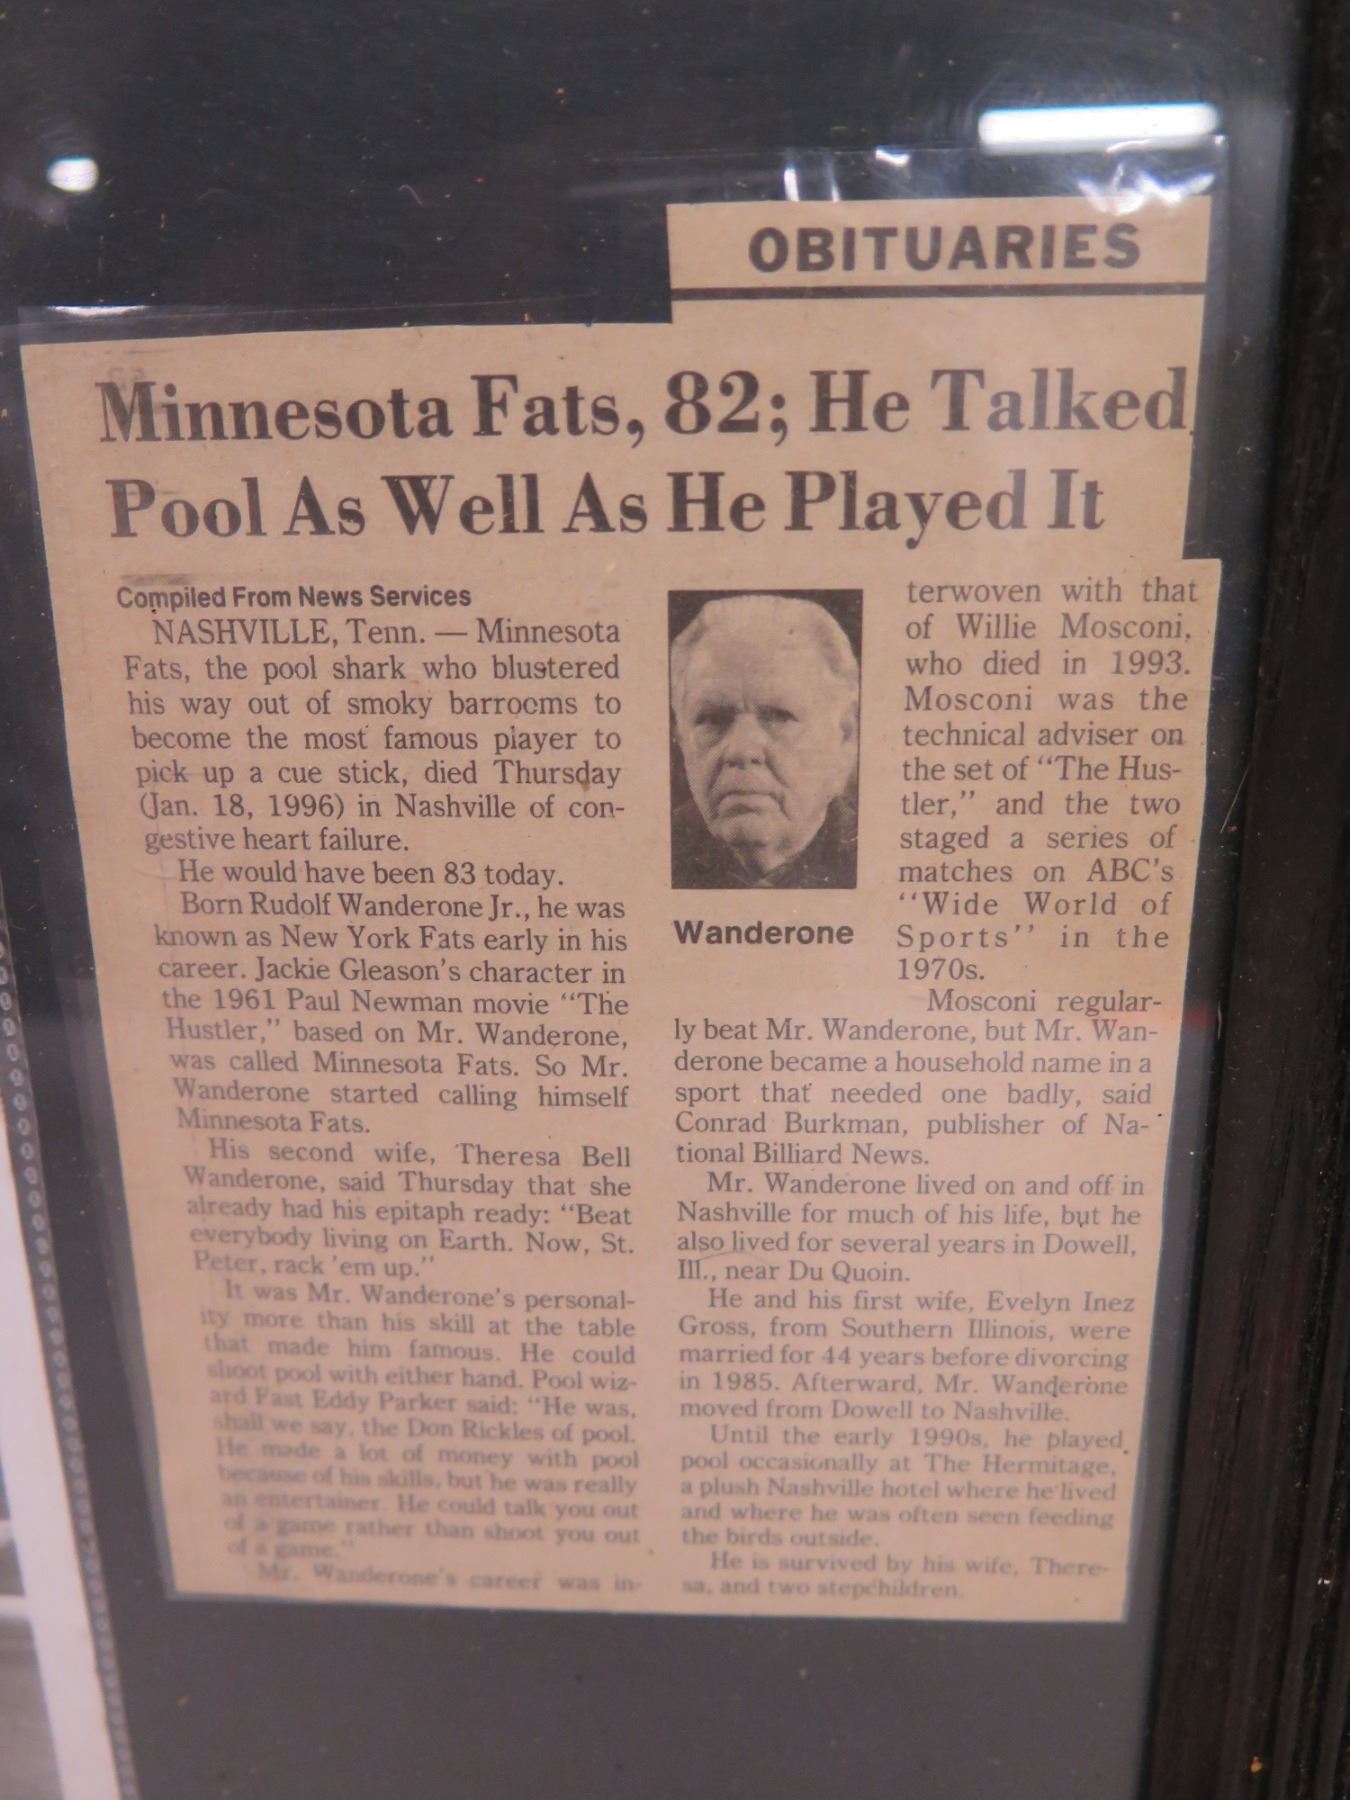 OBITUARIES
Minnesota Fats, 82; He Talked
Pool As Well As He Played It
Compiled From News Services
NASHVILLE, Tenn. — Minnesota
Fats, the pool shark who blustered
his way out of smoky barrooms to
become the most famous player to
pick up a cue stick, died Thursday
(Jan. 18, 1996) in Nashville of con-
gestive heart failure.
He would have been 83 today.
Born Rudolf Wanderone Jr., he was
known as New York Fats early in his
career. Jackie Gleason's character in
the 1961 Paul Newman movie "The
Hustler," based on Mr. Wanderone,
was called Minnesota Fats. So Mr.
Wanderone started calling himself
Minnesota Fats.
His second wife, Theresa Bell
Wanderone, said Thursday that she
already had his epitaph ready: "Beat
everybody living on Earth. Now, St.
Peter, rack 'em up."
It was Mr. Wanderone's personal-
ity more than his skill at the table
that made him famous. He could
shoot pool with either hand. Pool wiz-
ard Fast Eddy Parker said: "He was,
shall we say, the Don Rickles of pool.
He made a lot of money with pool
because of his skills, but he was really
an entertainer. He could talk you out
of a game rather than shoot you out
of a game."
Mr. Wanderone's career was in-
Wanderone
terwoven with that
of Willie Mosconi,
who died in 1993.
Mosconi was the
technical adviser on
the set of "The Hus-
tler," and the two
staged a series of
matches on ABC's
"Wide World of
Sports" in the
1970s.
Mosconi regular-
ly beat Mr. Wanderone, but Mr. Wan-
derone became a household name in a
sport that needed one badly, said
Conrad Burkman, publisher of Na-
tional Billiard News.
Mr. Wanderone lived on and off in
Nashville for much of his life, but he
also lived for several years in Dowell,
Ill., near Du Quoin.
He and his first wife, Evelyn Inez
Gross, from Southern Illinois, were
married for 44 years before divorcing
in 1985. Afterward, Mr. Wanderone
moved from Dowell to Nashville.
Until the early 1990s, he played
pool occasionally at The Hermitage,
a plush Nashville hotel where he lived
and where he was often seen feeding
the birds outside.
He is survived by his wife, There-
sa, and two stepchildren.